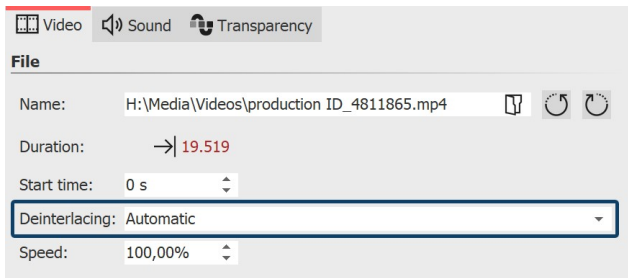 Video Sound Transparency
File
Name: H:\Media\Videos\production ID_4811865.mp4
Duration: 19.519
Start time: 0 s
Deinterlacing: Automatic
Speed: 100,00%